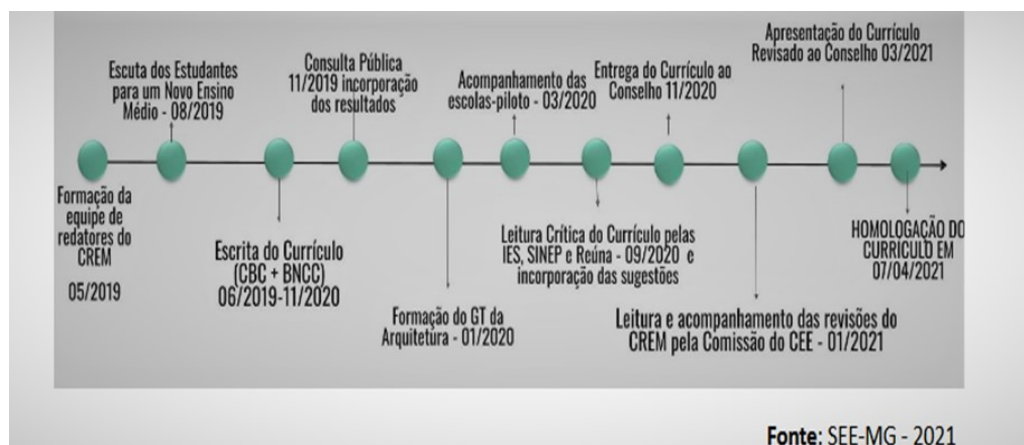 Formação da
equipe de
redatores do
CREM
05/2019
Escuta dos Estudantes
para um Novo Ensino
Médio - 08/2019
Escrita do Currículo
(CBC + BNCC)
06/2019-11/2020
Consulta Pública
11/2019 incorporação
dos resultados
Formação do GT da
Arquitetura - 01/2020
Acompanhamento das
escolas-piloto - 03/2020
Leitura Crítica do Currículo pelas
IES, SINEP e Reúna - 09/2020 e
incorporação das sugestões
Entrega do Currículo ao
Conselho 11/2020
Leitura e acompanhamento das revisões do
CREM pela Comissão do CEE - 01/2021
Apresentação do Currículo
Revisado ao Conselho 03/2021
HOMOLOGAÇÃO DO
CURRÍCULO EM
07/04/2021
Fonte: SEE-MG - 2021